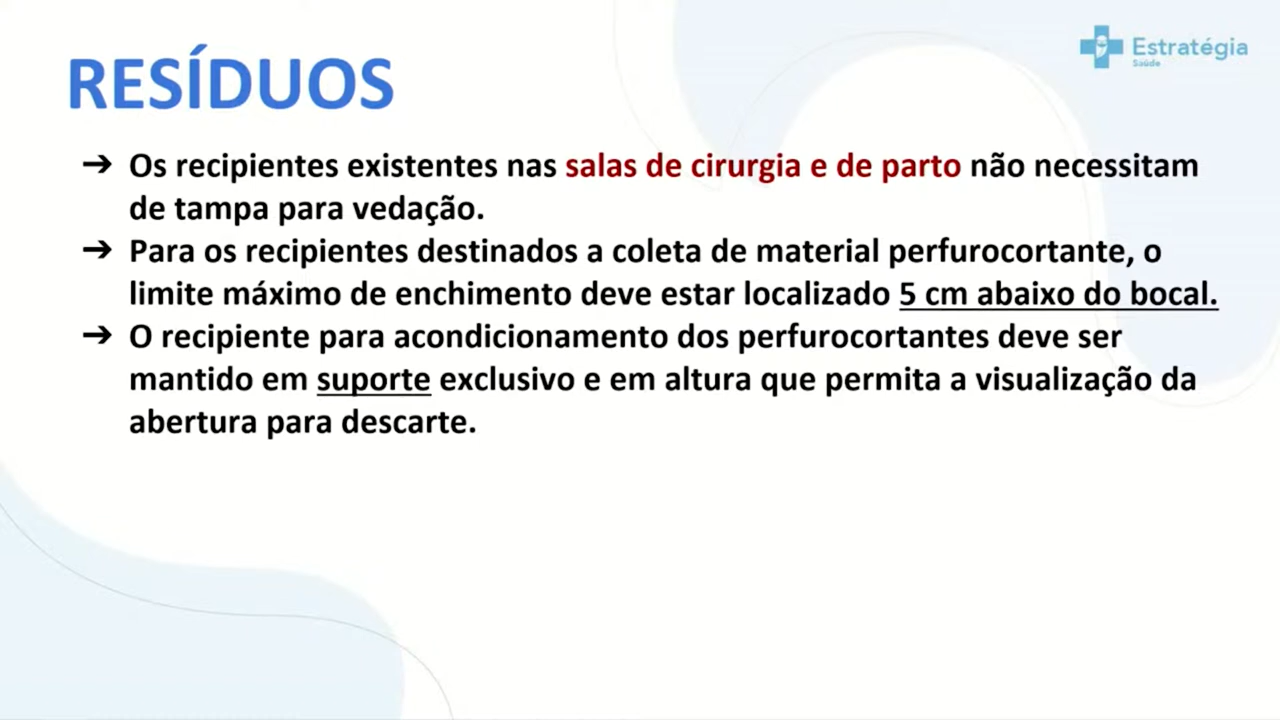 Estratégia
Saúde
RESÍDUOS
➔ Os recipientes existentes nas salas de cirurgia e de parto não necessitam
de tampa para vedação.
➔ Para os recipientes destinados a coleta de material perfurocortante, o
limite máximo de enchimento deve estar localizado 5 cm abaixo do bocal.
➔ O recipiente para acondicionamento dos perfurocortantes deve ser
mantido em suporte exclusivo e em altura que permita a visualização da
abertura para descarte.